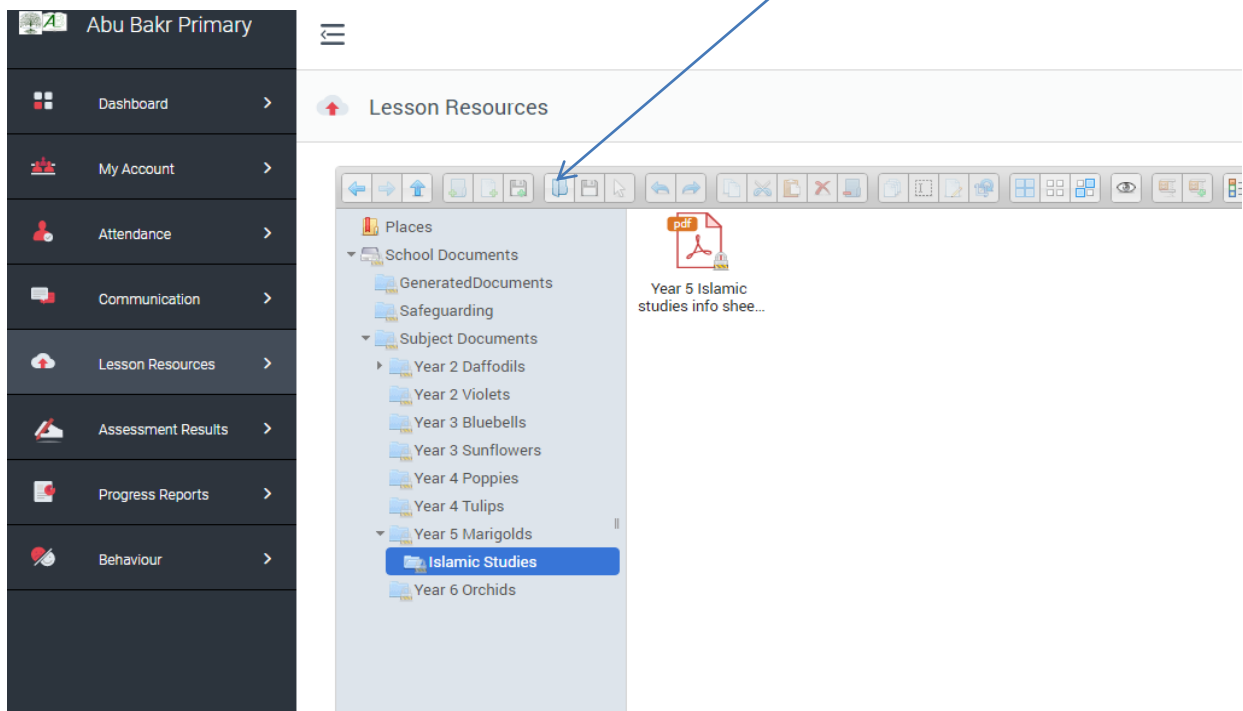 Abu Bakr Primary
Dashboard
My Account
Attendance
Communication
Lesson Resources
Assessment Results
Progress Reports
Behaviour
Lesson Resources
Places
School Documents
GeneratedDocuments
Safeguarding
Subject Documents
Year 2 Daffodils
Year 2 Violets
Year 3 Bluebells
Year 3 Sunflowers
Year 4 Poppies
Year 4 Tulips
Year 5 Marigolds
Islamic Studies
Year 6 Orchids
pdf
Year 5 Islamic
studies info shee...